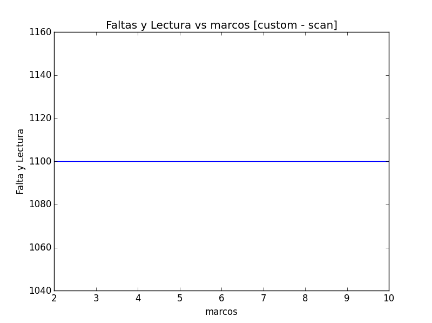 Faltas y Lectura vs marcos [custom - scan]
1160
1140
1120
1100
1080
1060
1040
Falta y Lectura
2 3 4 5 6 7 8 9 10
marcos